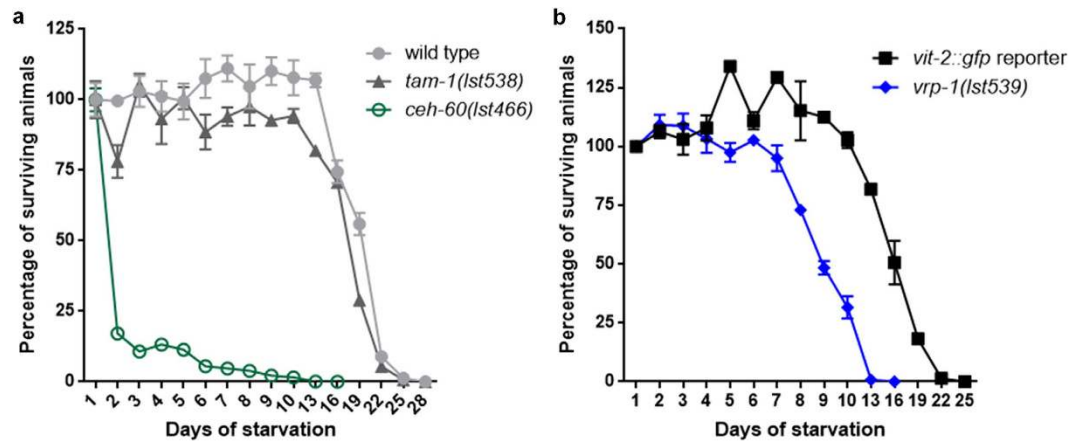 a
125
100
75
50
25
0
Percentage of surviving animals
wild type
tam-1(lst538)
ceh-60(lst466)
1 2 3 4 5 6 7 8 9 10 13 16 19 22 25 28
Days of starvation
b
150
125
100
75
50
25
0
Percentage of surviving animals
vit-2::gfp reporter
vrp-1(lst539)
1 2 3 4 5 6 7 8 9 10 13 16 19 22 25
Days of starvation